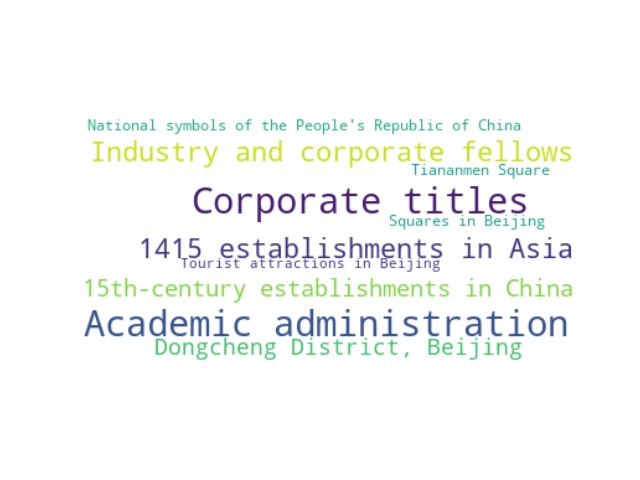 National symbols of the People's Republic of China
Industry and corporate fellows
Tiananmen Square
Corporate titles
Squares in Beijing
1415 establishments in Asia
Tourist attractions in Beijing
15th-century establishments in China
Academic administration
Dongcheng District, Beijing